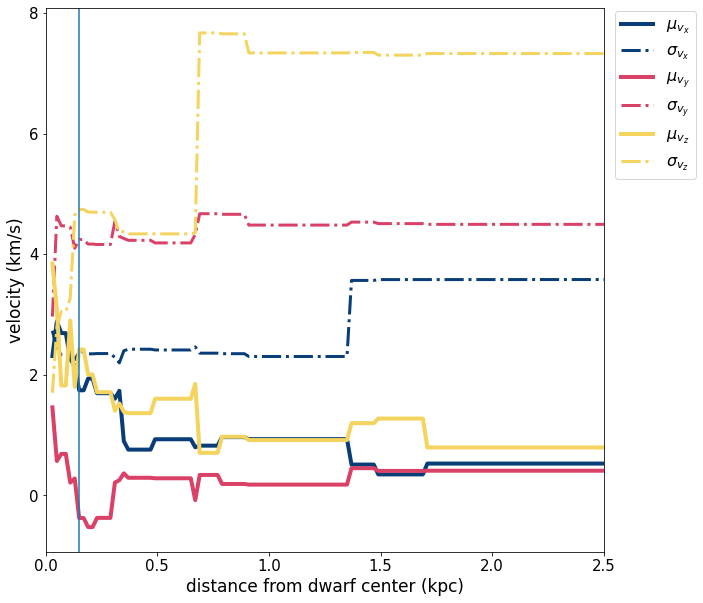 8
6
4
2
0
velocity (km/s)
0.0 0.5 1.0 1.5 2.0 2.5
distance from dwarf center (kpc)
μ_{v_x}
σ_{v_x}
μ_{v_y}
σ_{v_y}
μ_{v_z}
σ_{v_z}